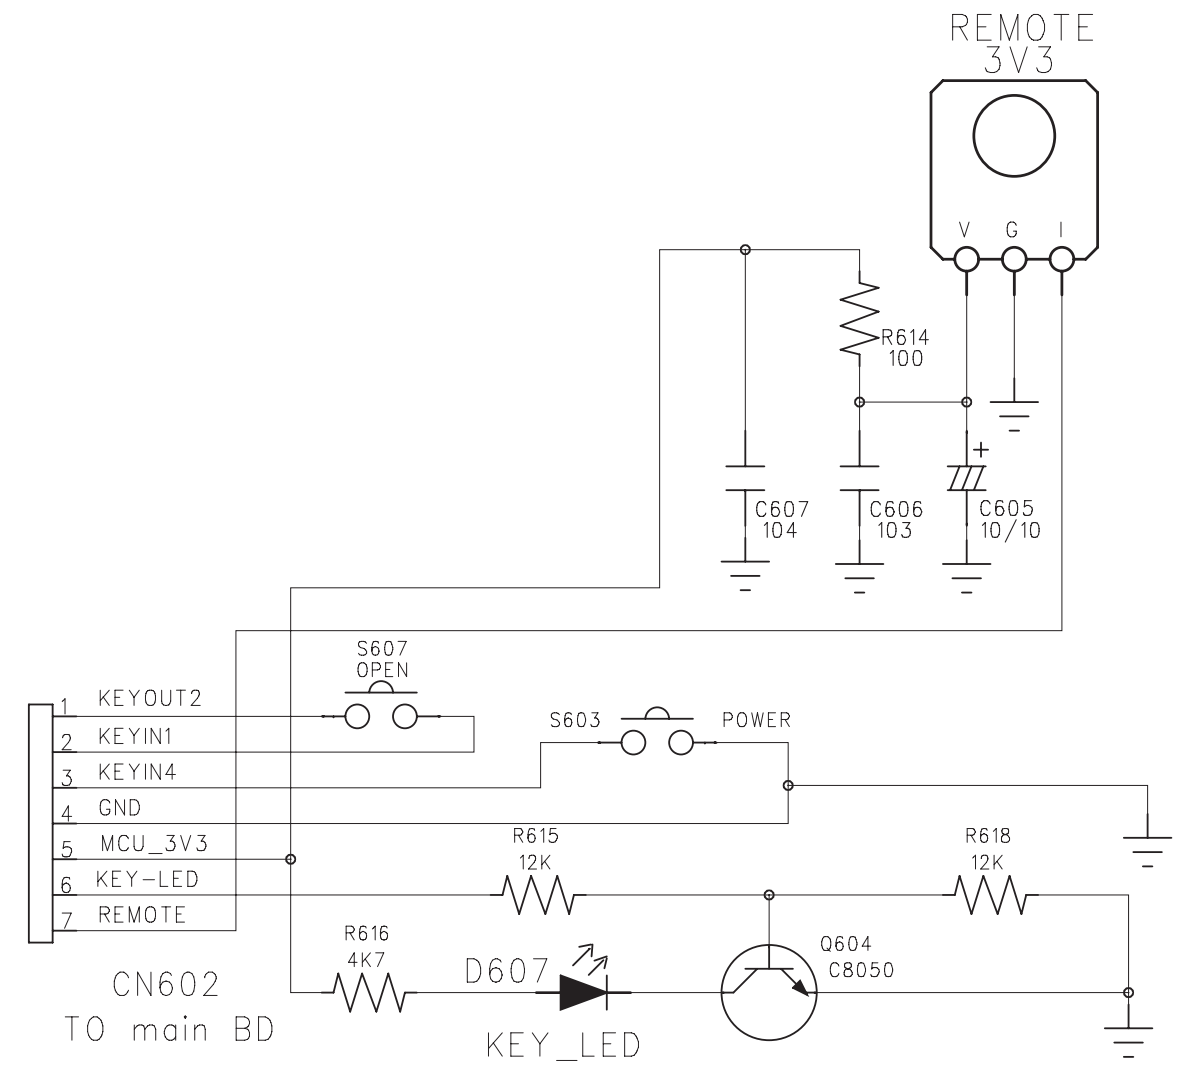 REMOTE
3V3
V G I
R614
100
+
C607
104
C606
103
C605
10/10
S607
OPEN
1 KEYOUT2
2 KEYIN1
3 KEYIN4
4 GND
5 MCU_3V3
6 KEY-LED
7 REMOTE
S603 POWER
R615
12K
R618
12K
R616
4K7
D607
KEY_LED
Q604
C8050
CN602
TO main BD